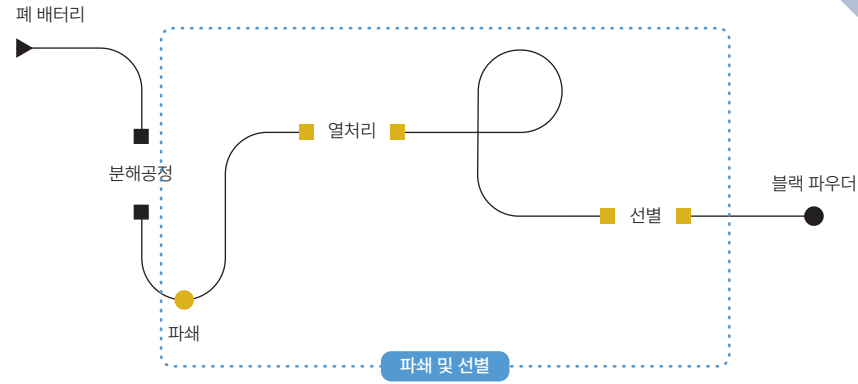 폐 배터리
분해공정
파쇄
열처리
선별
블랙 파우더
파쇄 및 선별